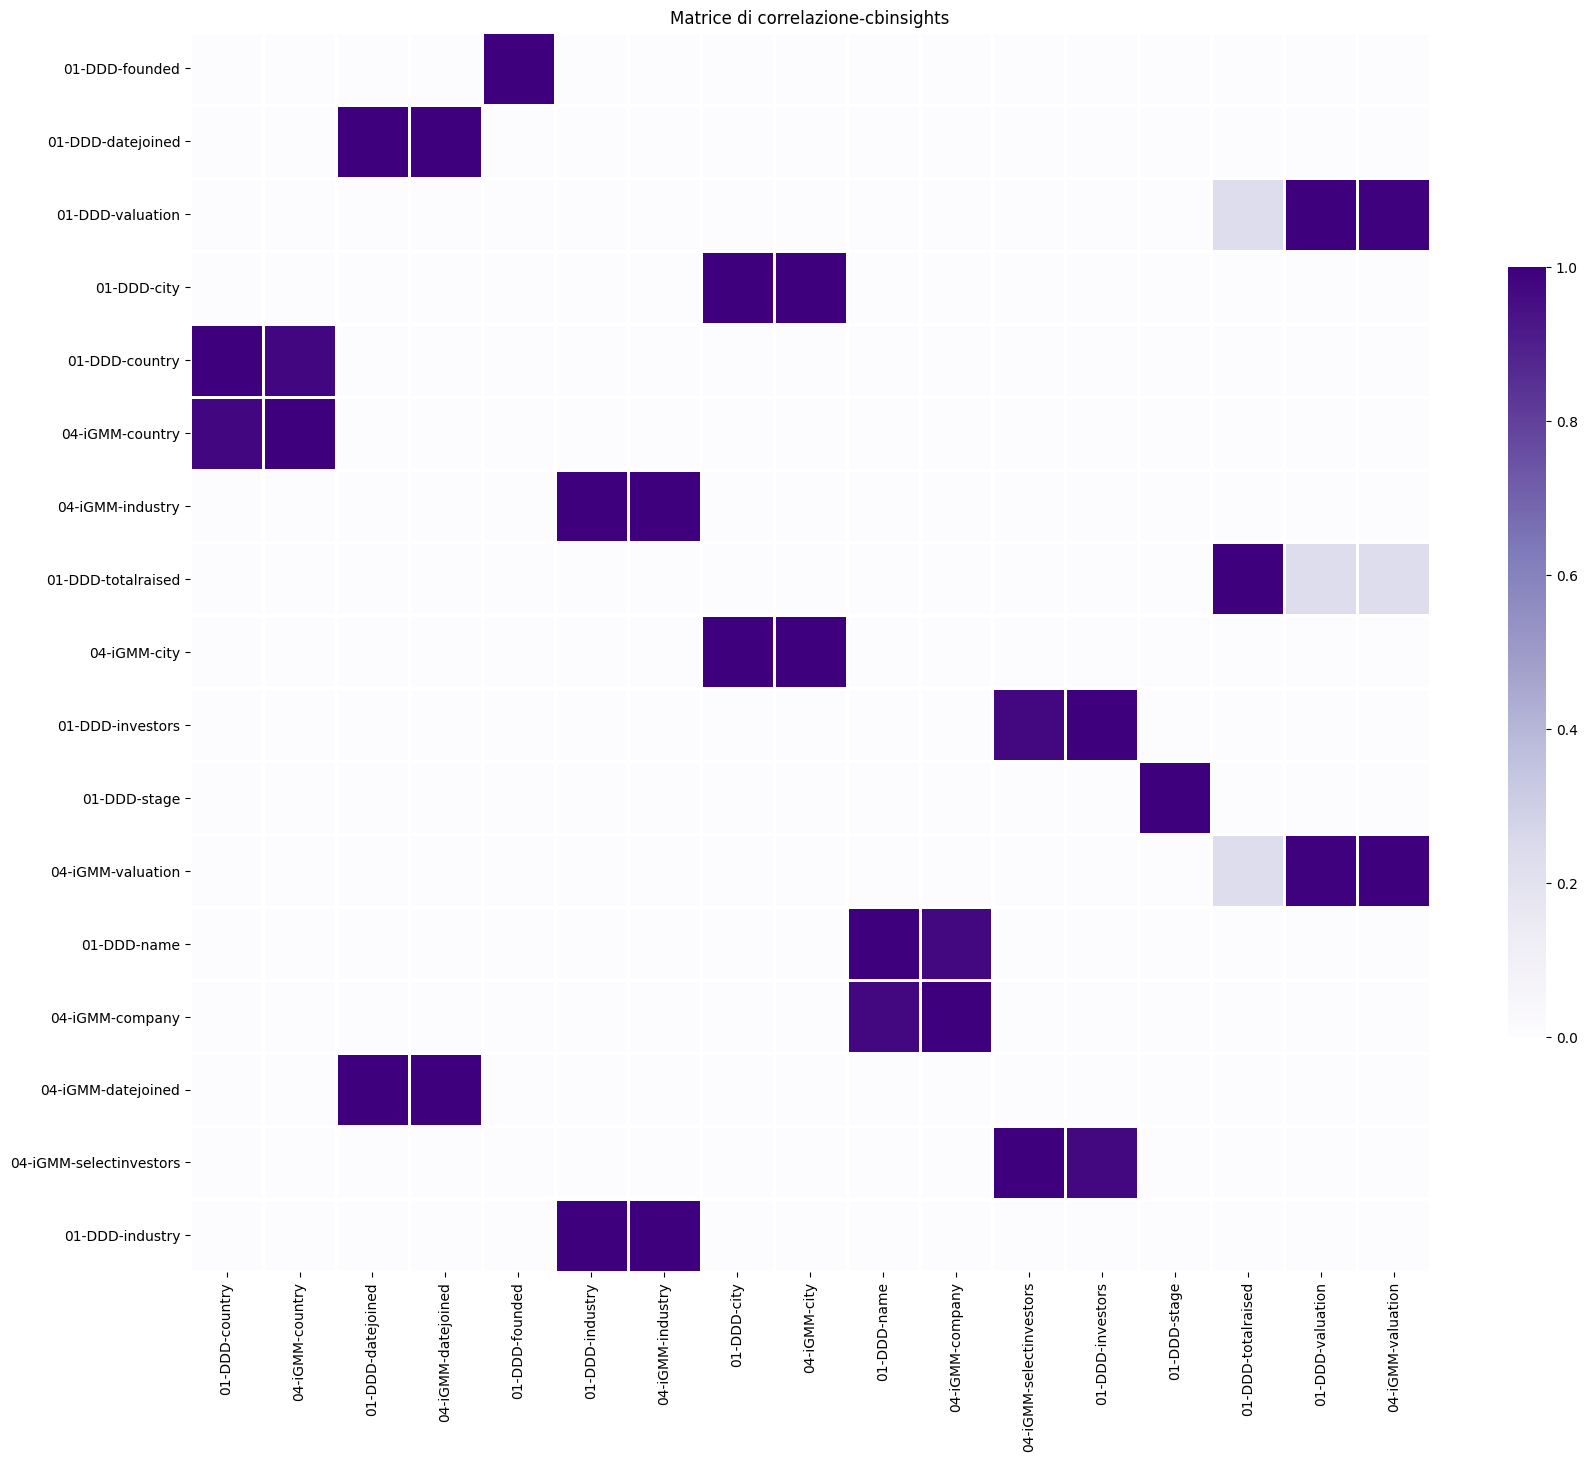 Matrice di correlazione-cbinsights
01-DDD-founded
01-DDD-datejoined
01-DDD-valuation
01-DDD-city
01-DDD-country
04-iGMM-country
04-iGMM-industry
01-DDD-totalraised
04-iGMM-city
01-DDD-investors
01-DDD-stage
04-iGMM-valuation
01-DDD-name
04-iGMM-company
04-iGMM-datejoined
04-iGMM-selectinvestors
01-DDD-industry
01-DDD-country
04-iGMM-country
01-DDD-datejoined
04-iGMM-datejoined
01-DDD-founded
01-DDD-industry
04-iGMM-industry
01-DDD-city
04-iGMM-city
01-DDD-name
04-iGMM-company
04-iGMM-selectinvestors
01-DDD-investors
01-DDD-stage
01-DDD-totalraised
01-DDD-valuation
04-iGMM-valuation
1.0
0.8
0.6
0.4
0.2
0.0